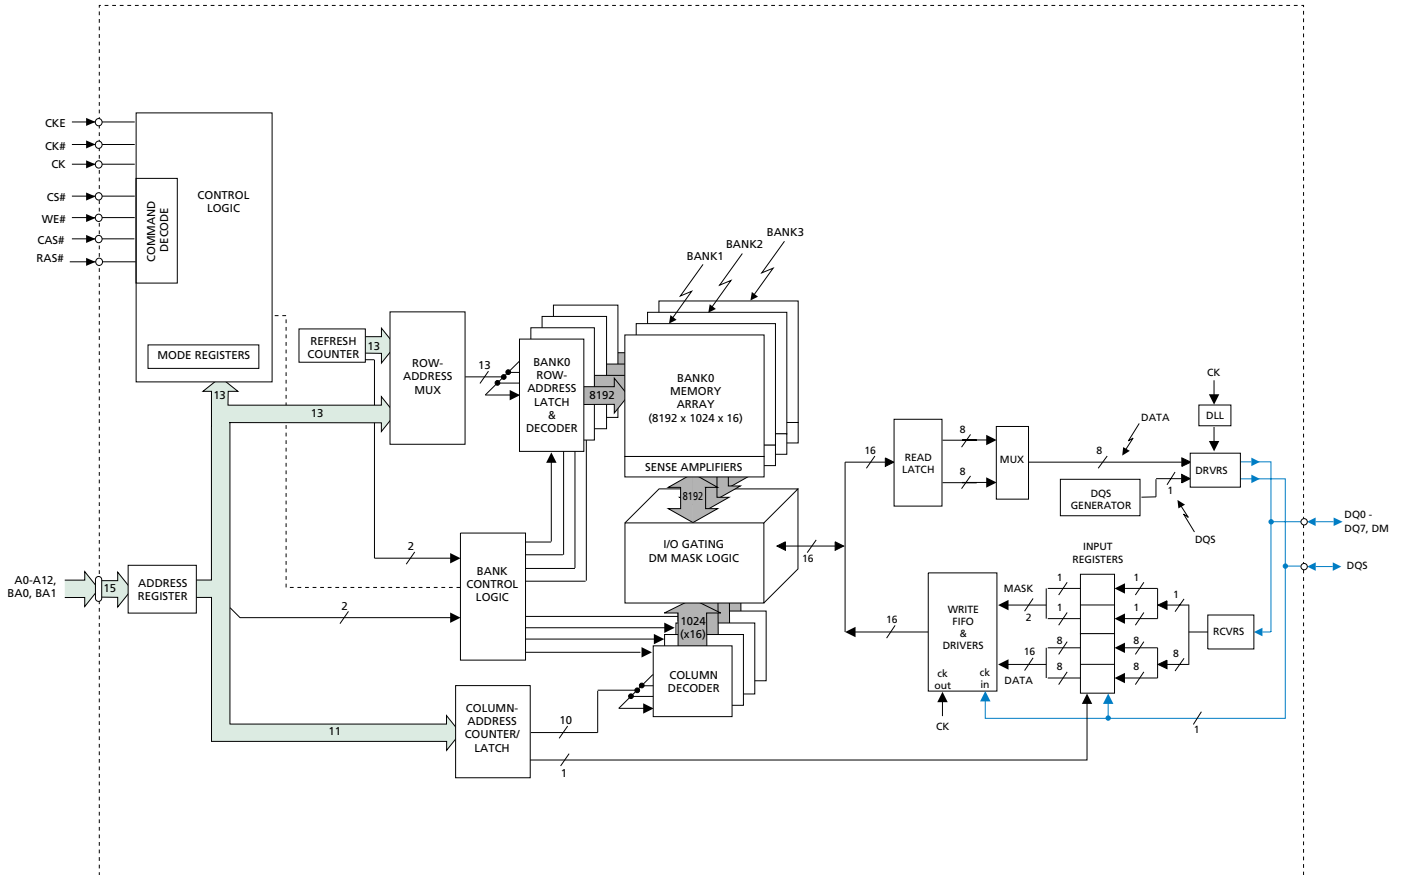 CKE
CK#
CK
CS#
WE#
CAS#
RAS#
COMMAND
DECODE
CONTROL
LOGIC
MODE REGISTERS
BANK3
BANK2
BANK1
REFRESH
COUNTER
13
ROW-
ADDRESS
MUX
13
BANK0
ROW-
ADDRESS
LATCH
&
DECODER
8192
BANK0
MEMORY
ARRAY
(8192 x 1024 x 16)
SENSE AMPLIFIERS
13
13
8192
I/O GATING
DM MASK LOGIC
16
A0-A12,
BA0, BA1
15
ADDRESS
REGISTER
2
2
BANK
CONTROL
LOGIC
1024
(x16)
COLUMN
DECODER
11
COLUMN-
ADDRESS
COUNTER/
LATCH
10
1
16
READ
LATCH
8
8
MUX
8
DATA
CK
DLL
DRVRS
DQS
GENERATOR
1
DQS
DQ0 -
DQ7, DM
DQS
INPUT
REGISTERS
16
WRITE
FIFO
&
DRIVERS
ck
out
ck
in
CK
MASK
2
16
DATA
1
1
8
8
1
1
8
8
1
8
RCVRS
1